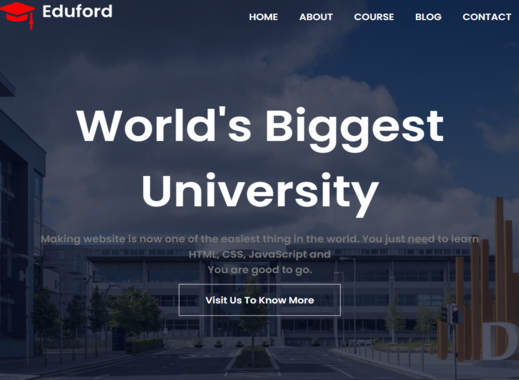 Eduford
HOME ABOUT COURSE BLOG CONTACT
World's Biggest
University
Making website is now one of the easiest thing in the world. You just need to learn
HTML, CSS, JavaScript and
You are good to go.
Visit Us To Know More
D